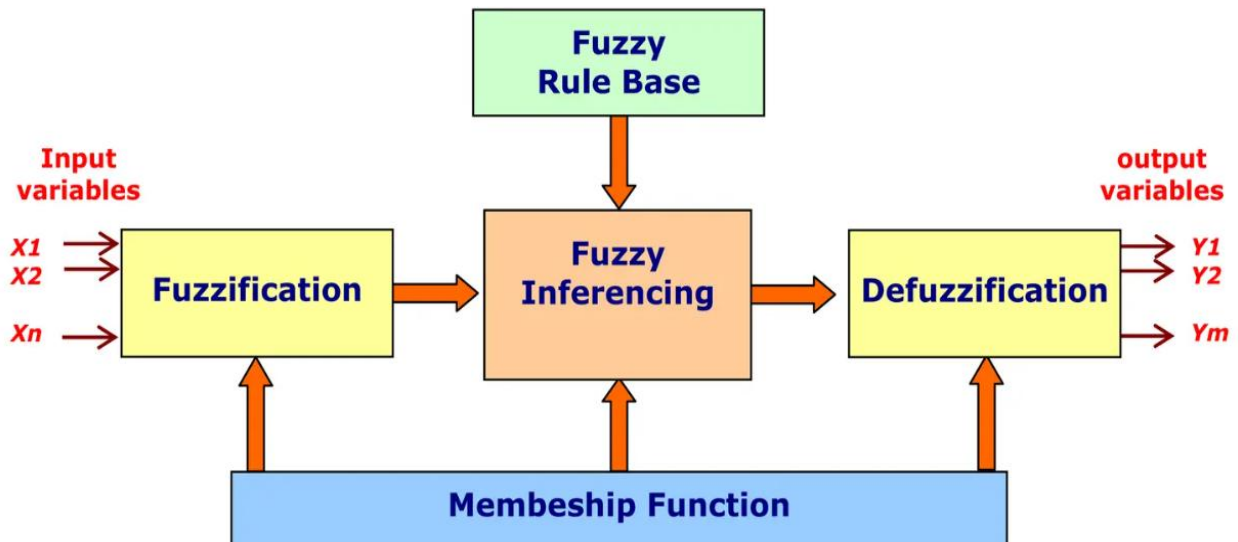 Fuzzy
Rule Base
Input
variables
output
variables
X1
X2
Xn
Fuzzification
Fuzzy
Inferencing
Defuzzification
Y1
Y2
Ym
Membeship Function